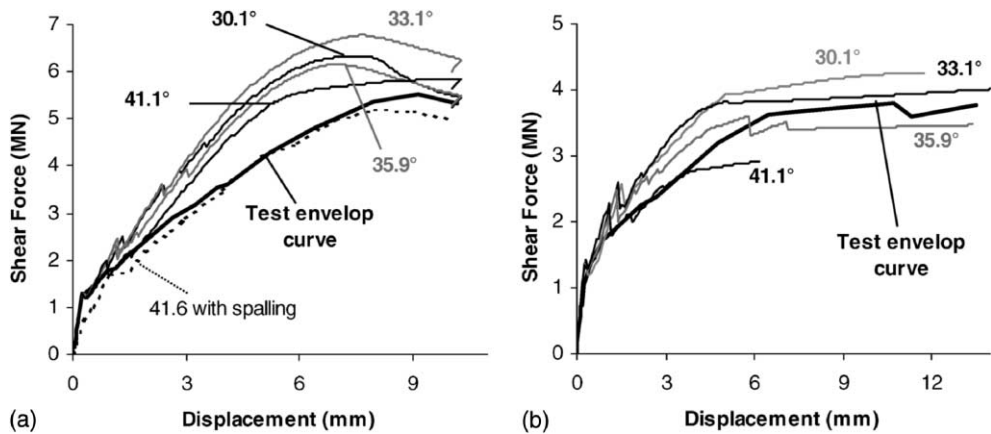 7
6
5
4
3
2
1
0
Shear Force (MN)
30.1°
33.1°
41.1°
35.9°
Test envelop
curve
41.6 with spalling
0
3
6
9
Displacement (mm)
(a)
5
4
3
2
1
0
Shear Force (MN)
30.1°
33.1°
35.9°
41.1°
Test envelop
curve
0
3
6
9
12
Displacement (mm)
(b)